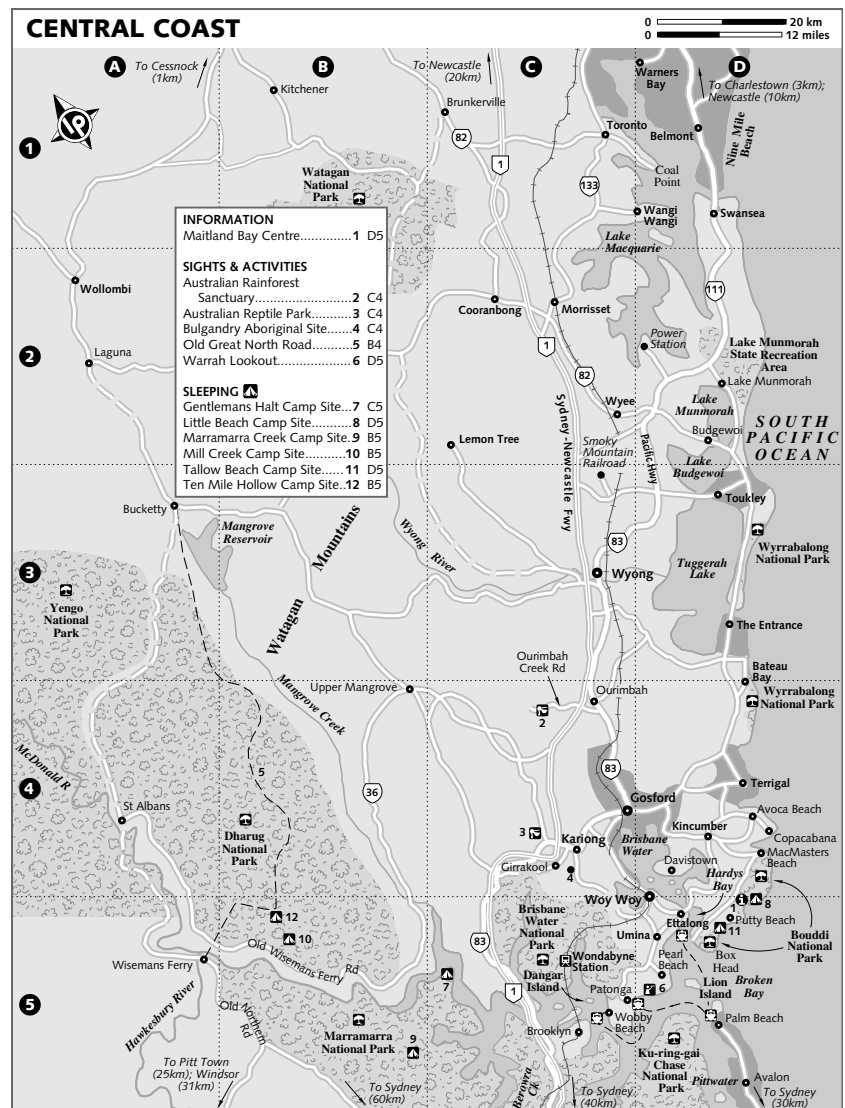 CENTRAL COAST
0 20 km
0 12 miles
A
B
C
D
To Cessnock
(1km)
Kitchener
To Newcastle
(20km)
Brunkerville
Warners
Bay
To Charlestown (3km);
Newcastle (10km)
1
82
1
Toronto
Belmont
Nine Mile
Beach
Watagan
National
Park
133
Coal
Point
Wangi
Wangi
Swansea
Lake
Macquarie
INFORMATION
Maitland Bay Centre..............1 D5
SIGHTS & ACTIVITIES
Australian Rainforest
Sanctuary.........................2 C4
Australian Reptile Park..........3 C4
Bulgandry Aboriginal Site......4 C4
Old Great North Road...........5 B4
Warrah Lookout...................6 D5
SLEEPING
Gentlemans Halt Camp Site...7 C5
Little Beach Camp Site..........8 D5
Marramarra Creek Camp Site.9 B5
Mill Creek Camp Site...........10 B5
Tallow Beach Camp Site......11 D5
Ten Mile Hollow Camp Site..12 B5
Wollombi
Cooranbong
Morrisset
111
2
Laguna
1
Power
Station
Lake Munmorah
State Recreation
Area
82
Lake Munmorah
Wyee
Lake
Munmorah
Lemon Tree
Budgewoi
SOUTH
PACIFIC
OCEAN
Smoky
Mountain
Railroad
Pacific Hwy
Sydney-Newcastle Fwy
Lake
Budgewoi
Toukley
Bucketty
Mangrove
Reservoir
Watagan Mountains
Wyong River
83
Wyrrabalong
National Park
3
Wyong
Tuggerah
Lake
Yengo
National
Park
The Entrance
Ourimbah
Creek Rd
Bateau
Bay
Upper Mangrove
Mangrove Creek
Ourimbah
Wyrrabalong
National Park
2
McDonald R
5
83
4
36
Terrigal
St Albans
Gosford
Avoca Beach
Dharug
National
Park
3
Kariong
Brisbane
Water
Kincumber
Copacabana
MacMasters
Beach
Girrakool
4
Davistown
Hardys
Bay
Woy Woy
1
8
12
Brisbane
Water
National
Park
Ettalong
Putty Beach
11
Bouddi
National
Park
10
83
Umina
Old Wisemans Ferry Rd
Wisemans Ferry
Wondabyne
Station
Box
Head
Pearl
Beach
Dangar
Island
7
1
Lion
Island
Broken
Bay
Patonga
6
5
Hawkesbury River
Old
Northern
Rd
Wobby
Beach
Palm Beach
Brooklyn
Marramarra
National Park
9
Ku-ring-gai
Chase
National
Park
To Pitt Town
(25km); Windsor
(31km)
To Sydney
(60km)
Berowra
Ck
To Sydney
(40km)
Pittwater
Avalon
To Sydney
(30km)